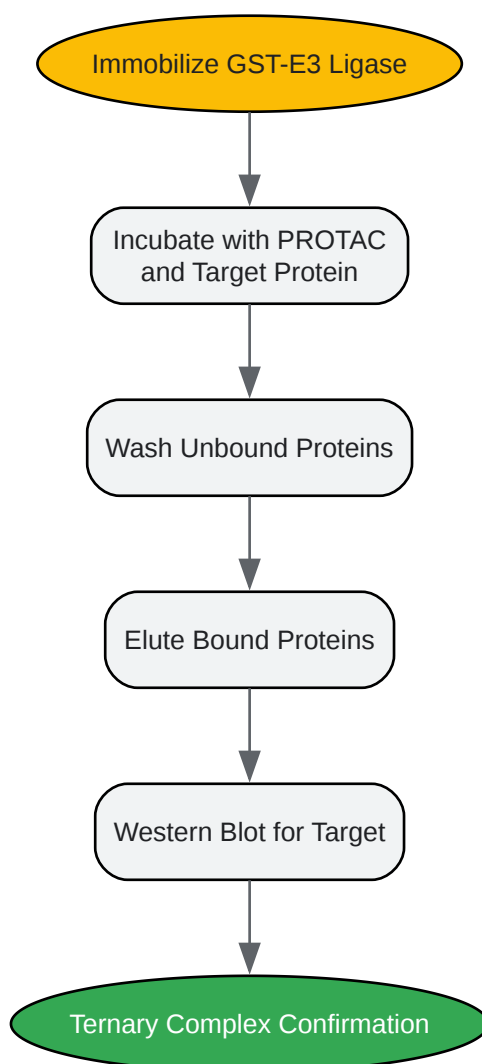 Immobilize GST-E3 Ligase
Incubate with PROTAC
and Target Protein
Wash Unbound Proteins
Elute Bound Proteins
Western Blot for Target
Ternary Complex Confirmation